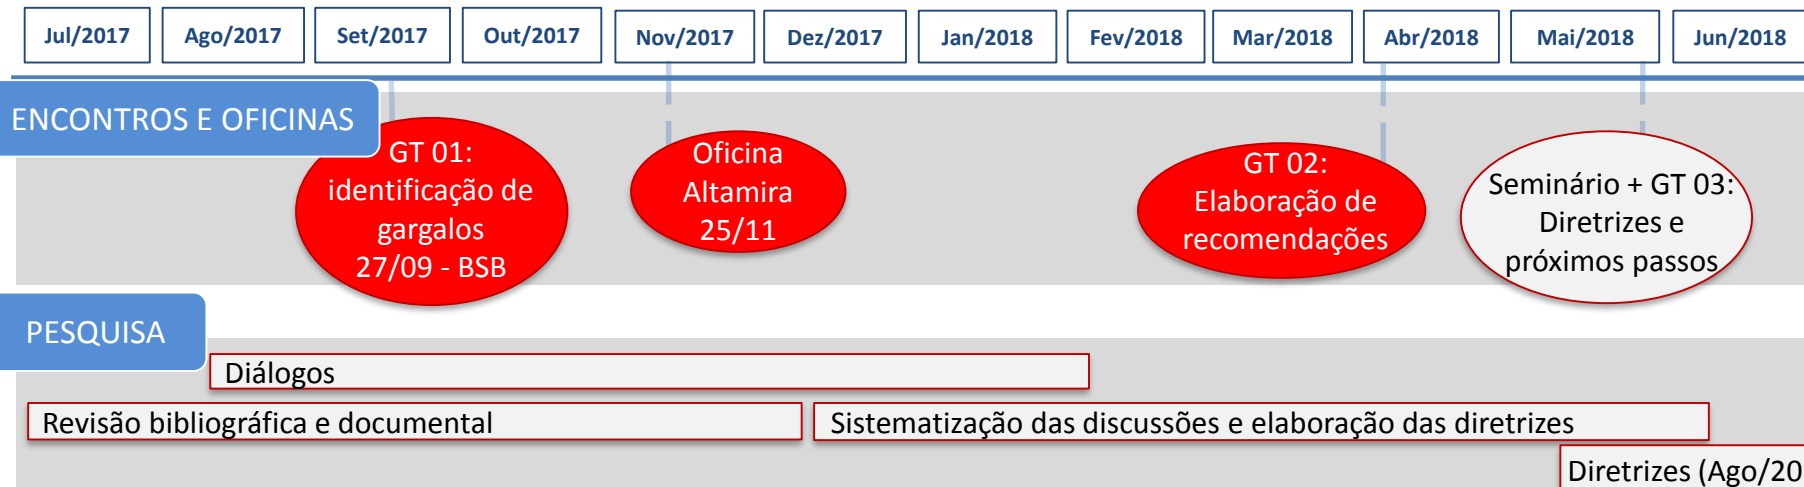 Jul/2017 Ago/2017 Set/2017 Out/2017 Nov/2017 Dez/2017 Jan/2018 Fev/2018 Mar/2018 Abr/2018 Mai/2018 Jun/2018
ENCONTROS E OFICINAS
GT 01:
identificação de
gargalos
27/09 - BSB
Oficina
Altamira
25/11
GT 02:
Elaboração de
recomendações
Seminário + GT 03:
Diretrizes e
próximos passos
PESQUISA
Diálogos
Revisão bibliográfica e documental
Sistematização das discussões e elaboração das diretrizes
Diretrizes (Ago/20